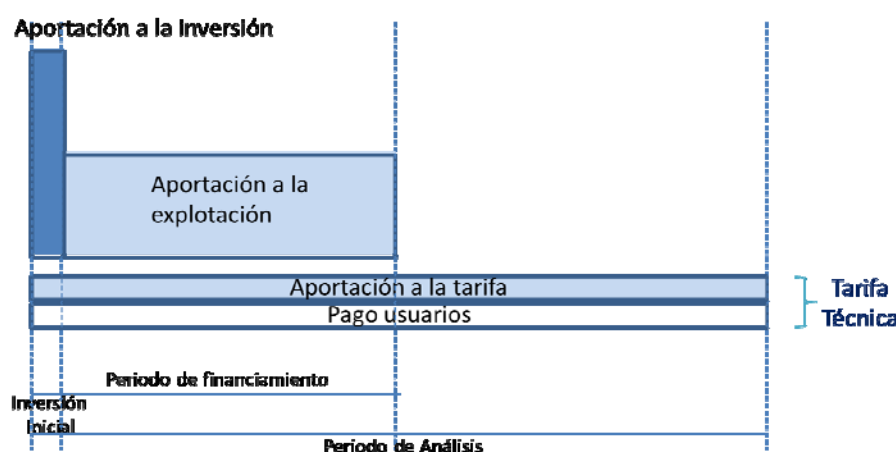 Aportación a la Inversión
Aportación a la
explotación
Aportación a la tarifa
Pago usuarios
Tarifa
Técnica
Periodo de financiamiento
Inversión
Inicial
Periodo de Análisis